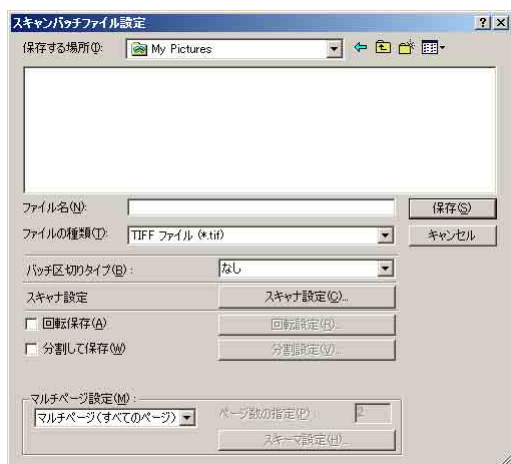 スキャンバッチファイル設定
保存する場所(I):
My Pictures
ファイル名(N):
保存(S)
ファイルの種類(T):
TIFF ファイル (*.tif)
キャンセル
バッチ区切りタイプ(B) :
なし
スキャナ設定
スキャナ設定(C)...
回転保存(A)
回転設定(R)...
分割して保存(W)
分割設定(V)...
マルチページ設定(M) :
マルチページ(すべてのページ)
ページ数の指定(P)
2
スキーマ設定(H)...